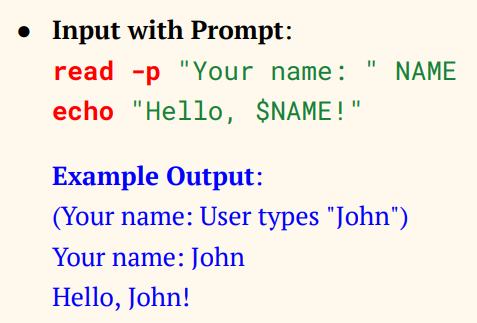 ● Input with Prompt:
read -p "Your name: " NAME
echo "Hello, $NAME!"
Example Output:
(Your name: User types "John")
Your name: John
Hello, John!